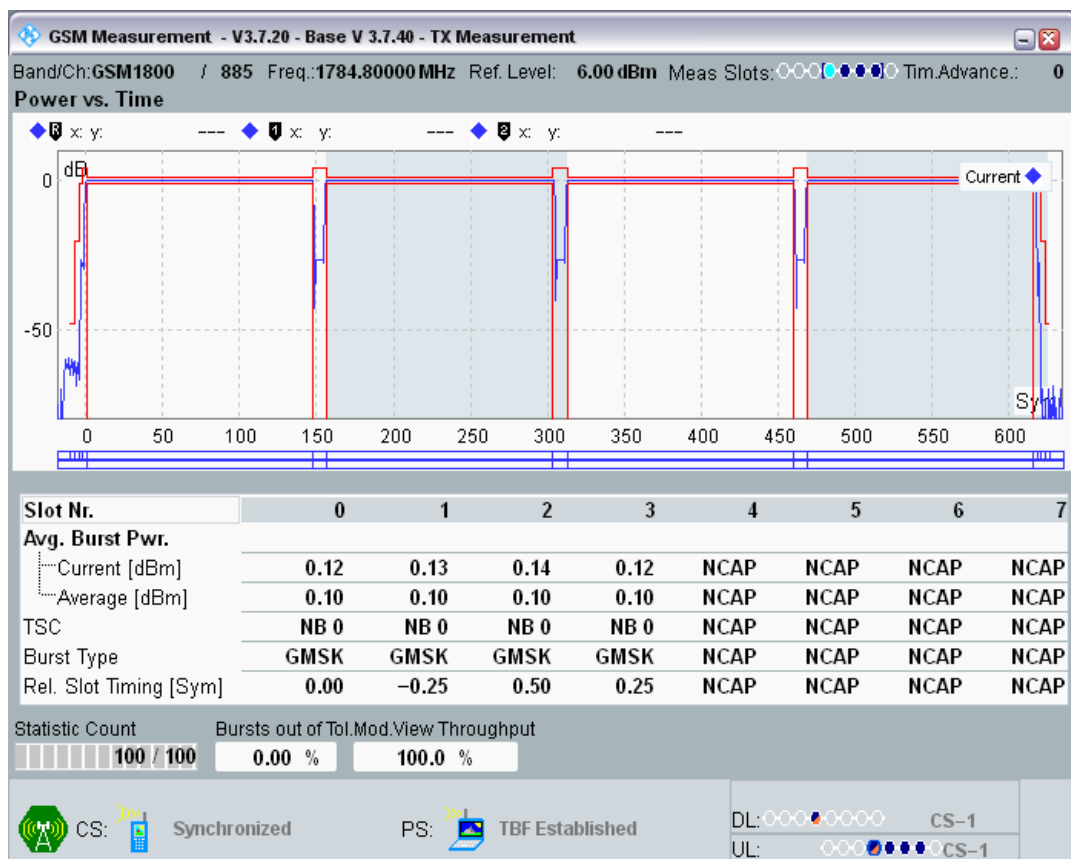 GSM Measurement - V3.7.20 - Base V 3.7.40 - TX Measurement
Band/Ch:GSM1800 / 885 Freq.:1784.80000 MHz Ref. Level: 6.00 dBm Meas Slots: Tim.Advance.: 0
Power vs. Time
R x: y: --- 1 x: y: --- 2 x: y: ---
dB
Current
0
-50
0 50 100 150 200 250 300 350 400 450 500 550 600
Slot Nr. 0 1 2 3 4 5 6 7
Avg. Burst Pwr.
Current [dBm] 0.12 0.13 0.14 0.12 NCAP NCAP NCAP NCAP
Average [dBm] 0.10 0.10 0.10 0.10 NCAP NCAP NCAP NCAP
TSC NB 0 NB 0 NB 0 NB 0 NCAP NCAP NCAP NCAP
Burst Type GMSK GMSK GMSK GMSK NCAP NCAP NCAP NCAP
Rel. Slot Timing [Sym] 0.00 −0.25 0.50 0.25 NCAP NCAP NCAP NCAP
Statistic Count Bursts out of Tol.Mod.View Throughput
100 / 100 0.00 % 100.0 %
CS: Synchronized PS: TBF Established DL: CS−1
UL: CS−1